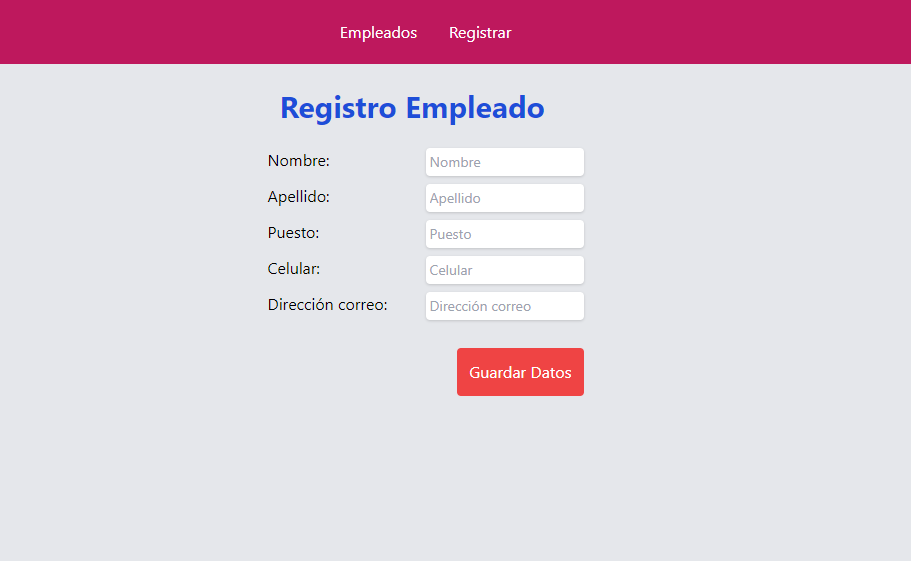 Empleados Registrar
Registro Empleado
Nombre: Nombre
Apellido: Apellido
Puesto: Puesto
Celular: Celular
Dirección correo: Dirección correo
Guardar Datos